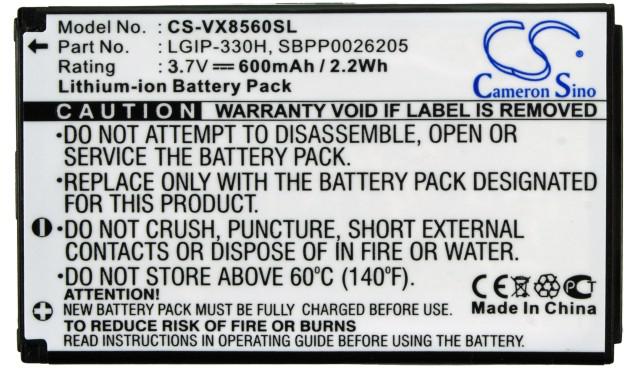 Model No. : CS-VX8560SL
Part No. : LGIP-330H, SBPP0026205
Rating : 3.7V ⎓ 600mAh / 2.2Wh
Lithium-ion Battery Pack
CS
Cameron Sino
CAUTION WARRANTY VOID IF LABEL IS REMOVED
•DO NOT ATTEMPT TO DISASSEMBLE, OPEN OR
SERVICE THE BATTERY PACK.
•REPLACE ONLY WITH THE BATTERY PACK DESIGNATED
FOR THIS PRODUCT.
•DO NOT CRUSH, PUNCTURE, SHORT EXTERNAL
CONTACTS OR DISPOSE OF IN FIRE OR WATER.
•DO NOT STORE ABOVE 60°C (140°F).
ATTENTION!
NEW BATTERY PACK MUST BE FULLY CHARGED BEFORE USE
TO REDUCE RISK OF FIRE OR BURNS
READ INSTRUCTIONS IN OWNER'S MANUAL BEFORE CHARGING BATTERY
CE PCT
Made In China